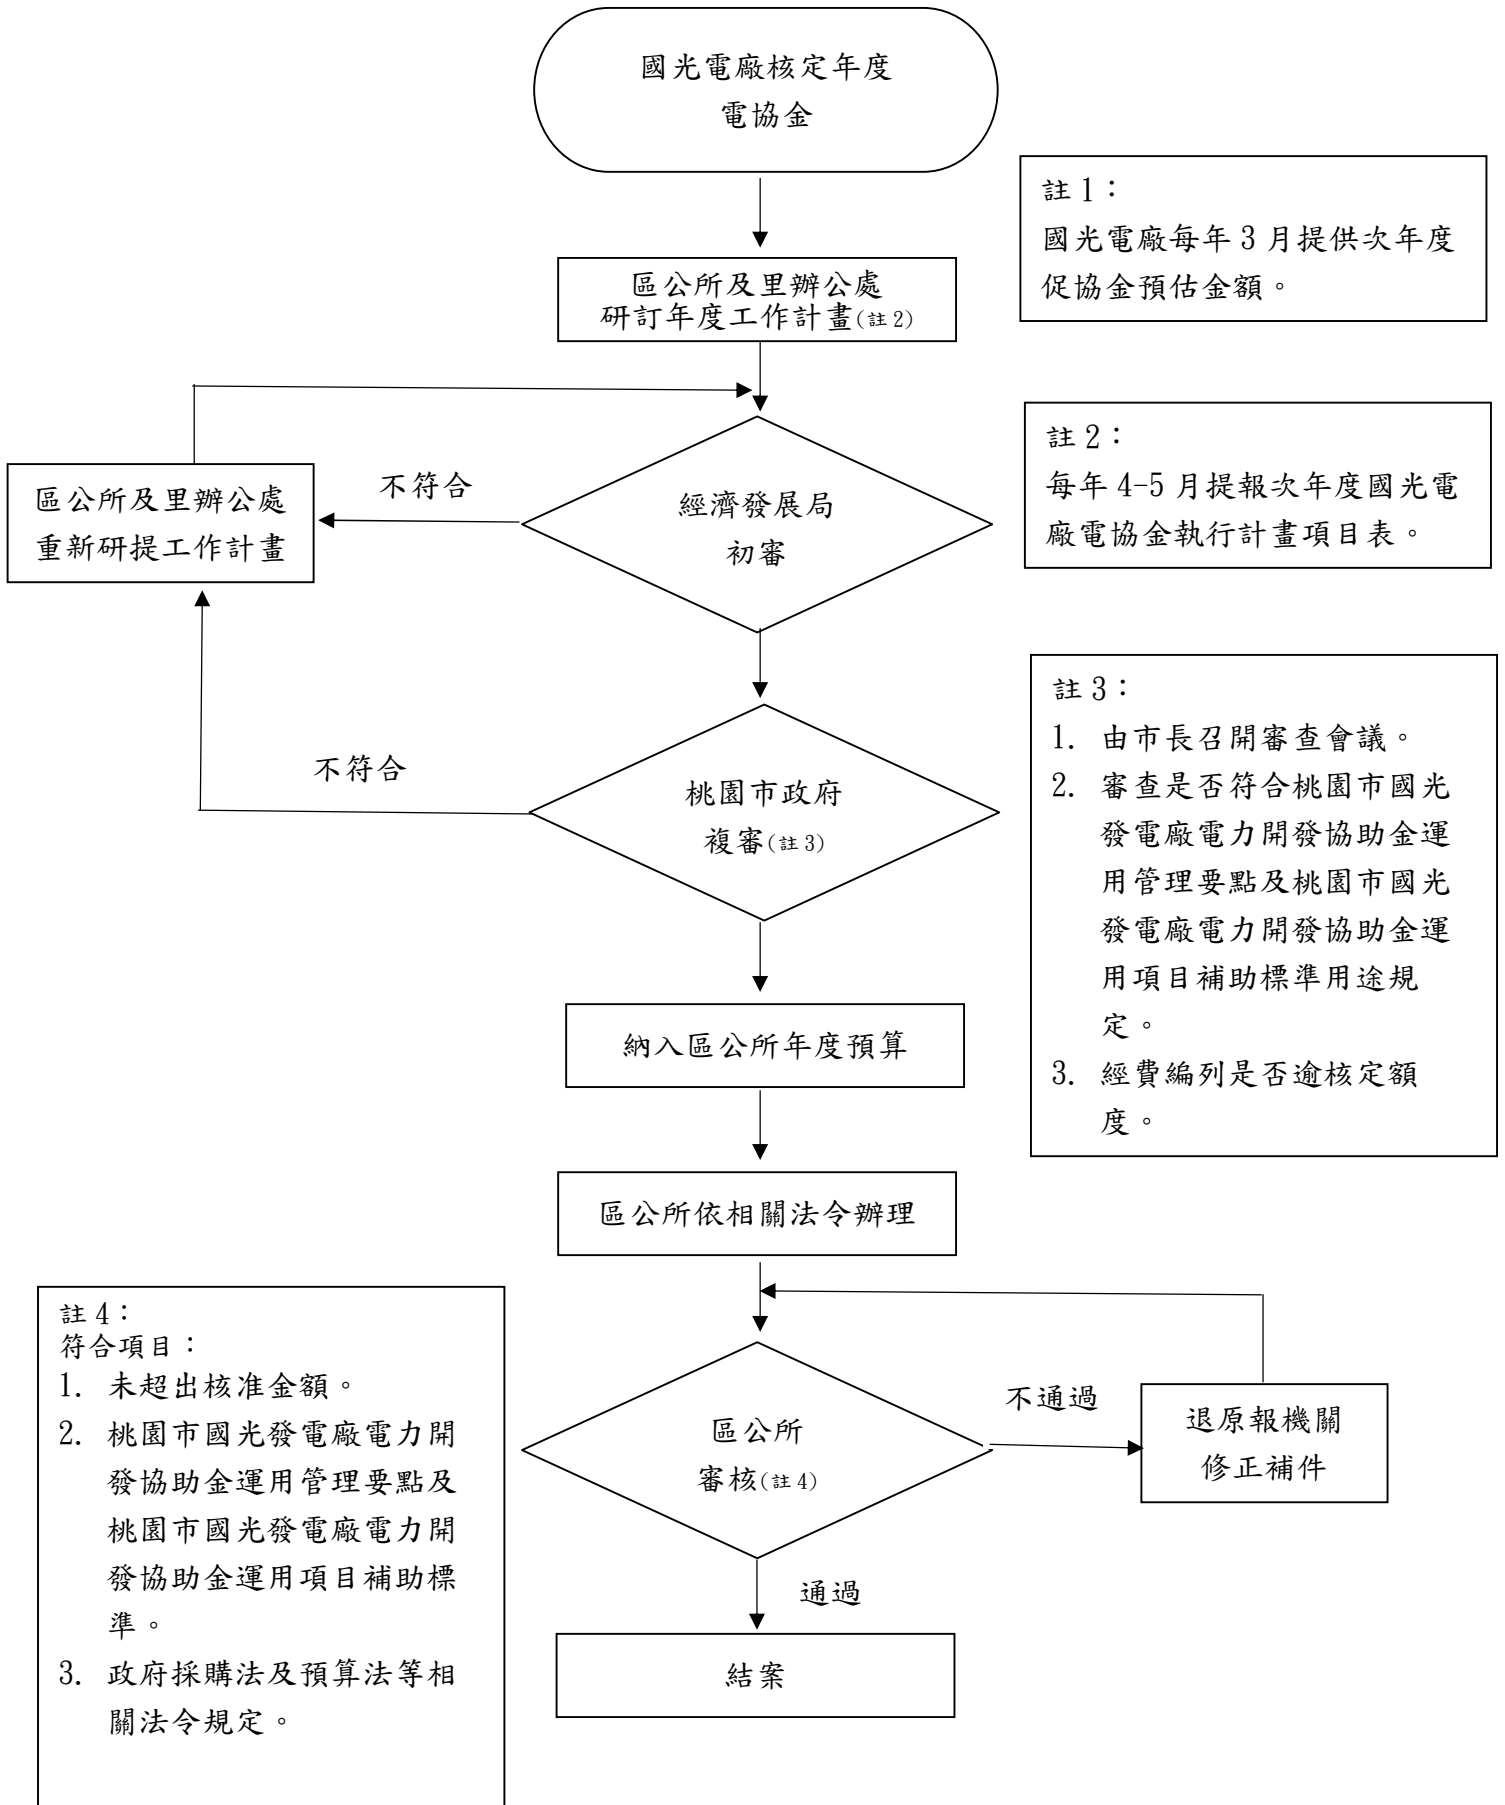 國光電廠核定年度
電協金
註 1：
國光電廠每年 3 月提供次年度
促協金預估金額。
區公所及里辦公處
研訂年度工作計畫(註 2)
註 2：
每年 4-5 月提報次年度國光電
廠電協金執行計畫項目表。
區公所及里辦公處
重新研提工作計畫
不符合
經濟發展局
初審
註 3：
1. 由市長召開審查會議。
2. 審查是否符合桃園市國光
發電廠電力開發協助金運
用管理要點及桃園市國光
發電廠電力開發協助金運
用項目補助標準用途規
定。
3. 經費編列是否逾核定額
度。
不符合
桃園市政府
複審(註 3)
納入區公所年度預算
區公所依相關法令辦理
註 4：
符合項目：
1. 未超出核准金額。
2. 桃園市國光發電廠電力開
發協助金運用管理要點及
桃園市國光發電廠電力開
發協助金運用項目補助標
準。
3. 政府採購法及預算法等相
關法令規定。
區公所
審核(註 4)
不通過
退原報機關
修正補件
通過
結案